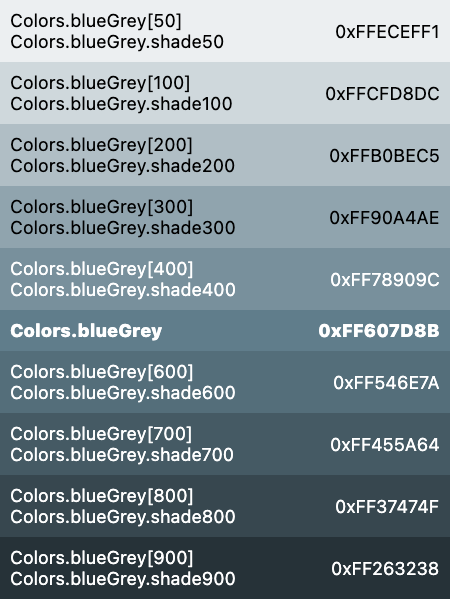 Colors.blueGrey[50]
Colors.blueGrey.shade50
0xFFECEFF1
Colors.blueGrey[100]
Colors.blueGrey.shade100
0xFFCFD8DC
Colors.blueGrey[200]
Colors.blueGrey.shade200
0xFFB0BEC5
Colors.blueGrey[300]
Colors.blueGrey.shade300
0xFF90A4AE
Colors.blueGrey[400]
Colors.blueGrey.shade400
0xFF78909C
Colors.blueGrey 0xFF607D8B
Colors.blueGrey[600]
Colors.blueGrey.shade600
0xFF546E7A
Colors.blueGrey[700]
Colors.blueGrey.shade700
0xFF455A64
Colors.blueGrey[800]
Colors.blueGrey.shade800
0xFF37474F
Colors.blueGrey[900]
Colors.blueGrey.shade900
0xFF263238